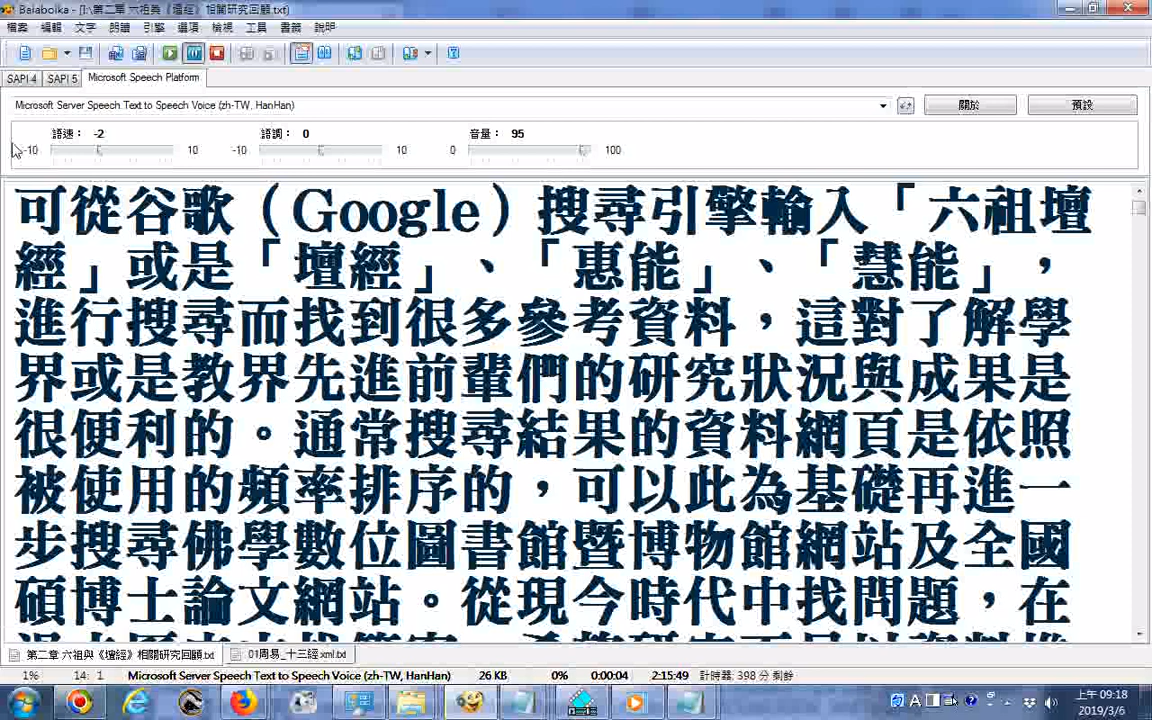 Balabolka - [I:\第二章 六祖與《壇經》相關研究回顧.txt]
檔案 編輯 文字 朗讀 引擎 選項 檢視 工具 書籤 說明
SAPI 4 SAPI 5 Microsoft Speech Platform
Microsoft Server Speech Text to Speech Voice (zh-TW, HanHan) 關於 預設
語速： -2 語調： 0 音量： 95
-10 10 -10 10 0 100
可從谷歌（Google）搜尋引擎輸入「六祖壇
經」或是「壇經」、「惠能」、「慧能」，
進行搜尋而找到很多參考資料，這對了解學
界或是教界先進前輩們的研究狀況與成果是
很便利的。通常搜尋結果的資料網頁是依照
被使用的頻率排序的，可以此為基礎再進一
步搜尋佛學數位圖書館暨博物館網站及全國
碩博士論文網站。從現今時代中找問題，在
第二章 六祖與《壇經》相關研究回顧.txt 01周易_十三經.xml.txt
1% 14: 1 Microsoft Server Speech Text to Speech Voice (zh-TW, HanHan) 26 KB 0% 0:00:04 2:15:49 計時器: 398 分 剩餘
上午 09:18
2019/3/6